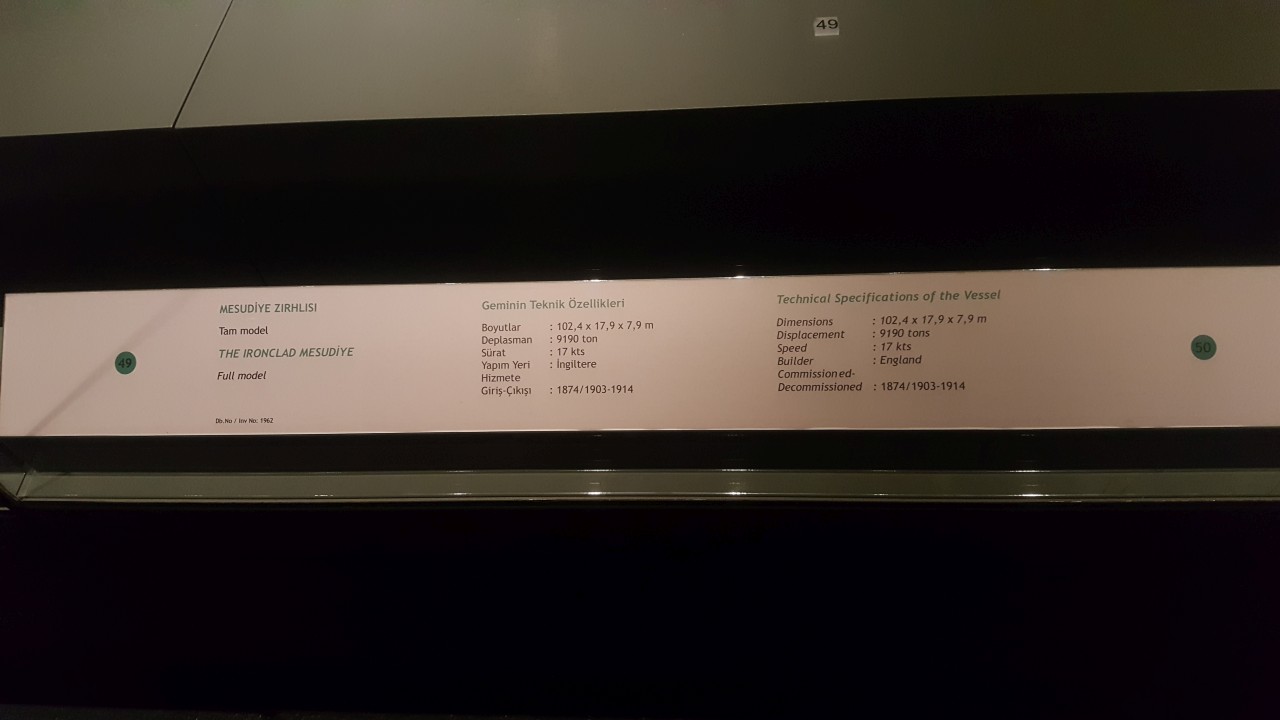 49
49
MESUDİYE ZIRHLISI
Tam model
THE IRONCLAD MESUDİYE
Full model
Db.No / Inv No: 1962
Geminin Teknik Özellikleri
Boyutlar : 102,4 x 17,9 x 7,9 m
Deplasman : 9190 ton
Sürat : 17 kts
Yapım Yeri : İngiltere
Hizmete
Giriş-Çıkışı : 1874/1903-1914
Technical Specifications of the Vessel
Dimensions : 102,4 x 17,9 x 7,9 m
Displacement : 9190 tons
Speed : 17 kts
Builder : England
Commissioned-
Decommissioned : 1874/1903-1914
50